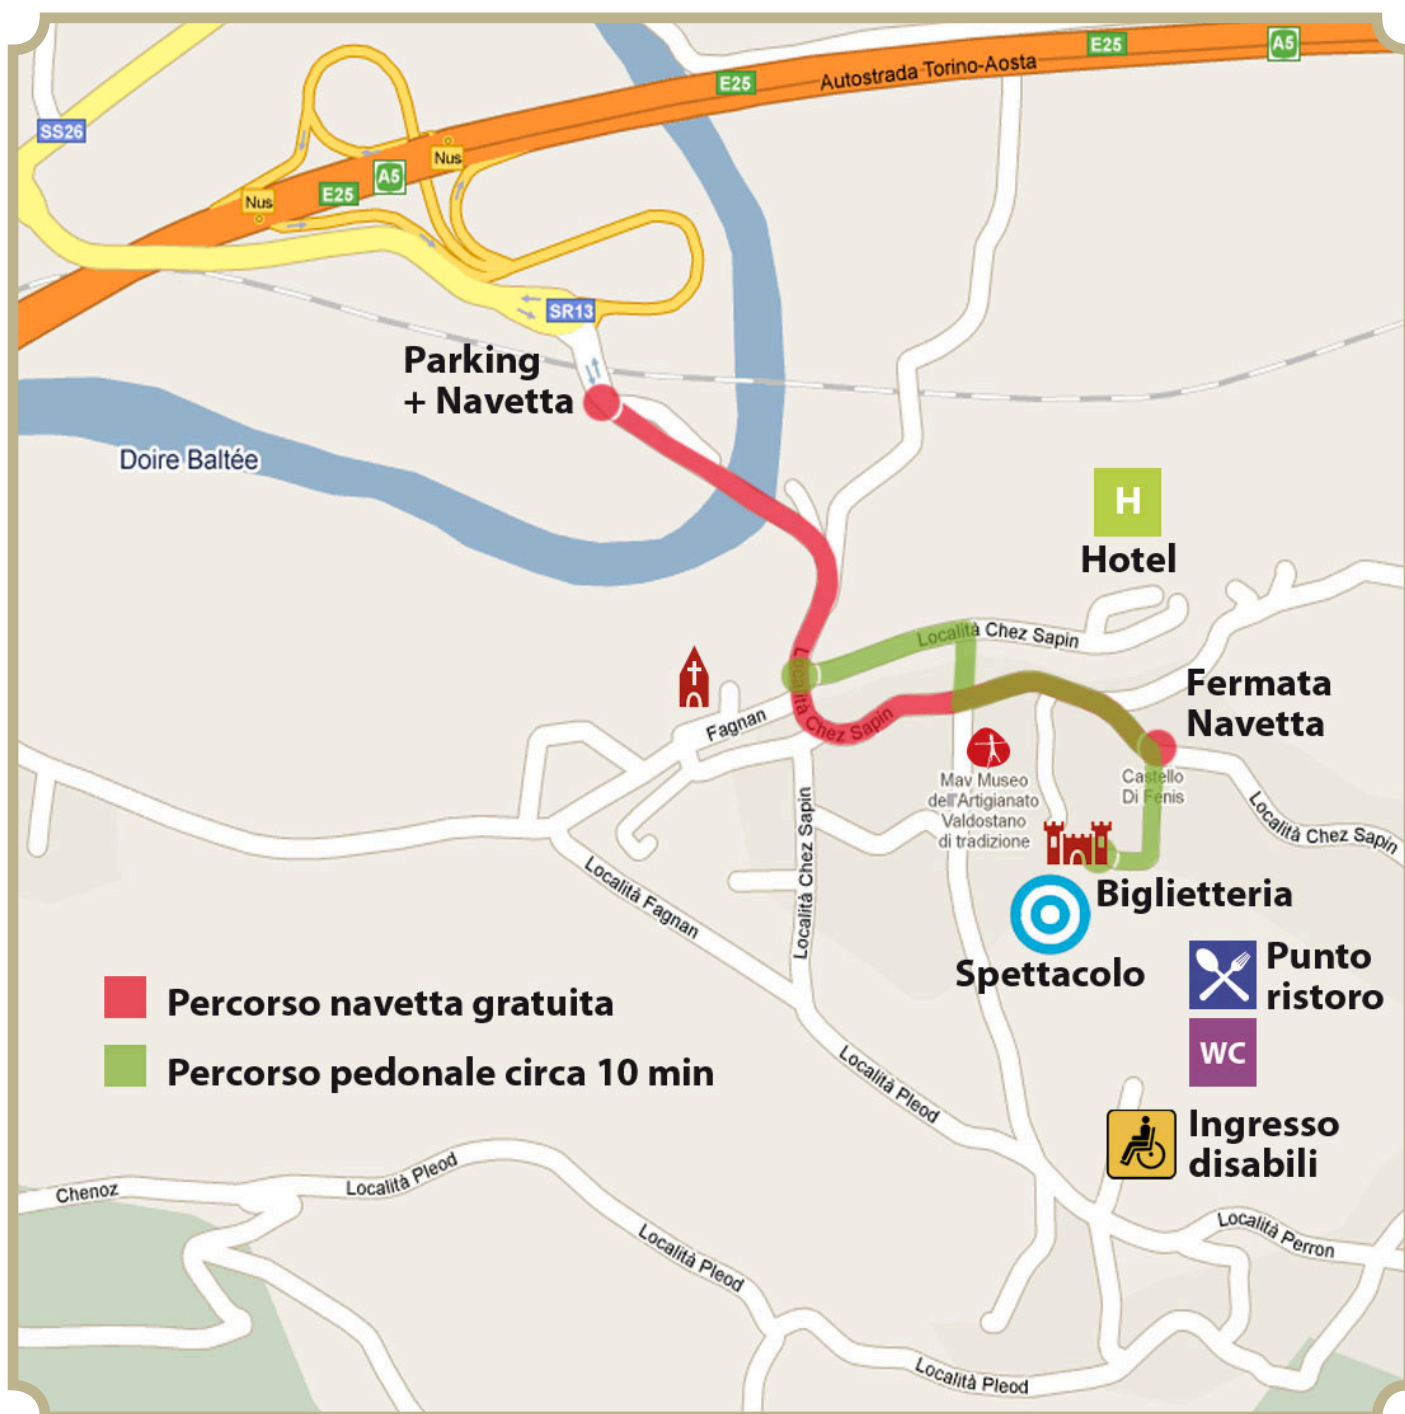 E25
A5
Autostrada Torino-Aosta
E25
SS26
Nus
A5
E25
Nus
SR13
Parking
+ Navetta
Doire Baltée
H
Hotel
Località Chez Sapin
Località Chez Sapin
Fagnan
Fermata
Navetta
Mav Museo
dell'Artigianato
Valdostano
di tradizione
Castello
Di Fenis
Località Chez Sapin
Località Chez Sapin
Località Fagnan
Biglietteria
Spettacolo
Punto
ristoro
WC
Percorso navetta gratuita
Percorso pedonale circa 10 min
Località Pleod
Ingresso
disabili
Chenoz
Località Pleod
Località Pleod
Località Perron
Località Pleod